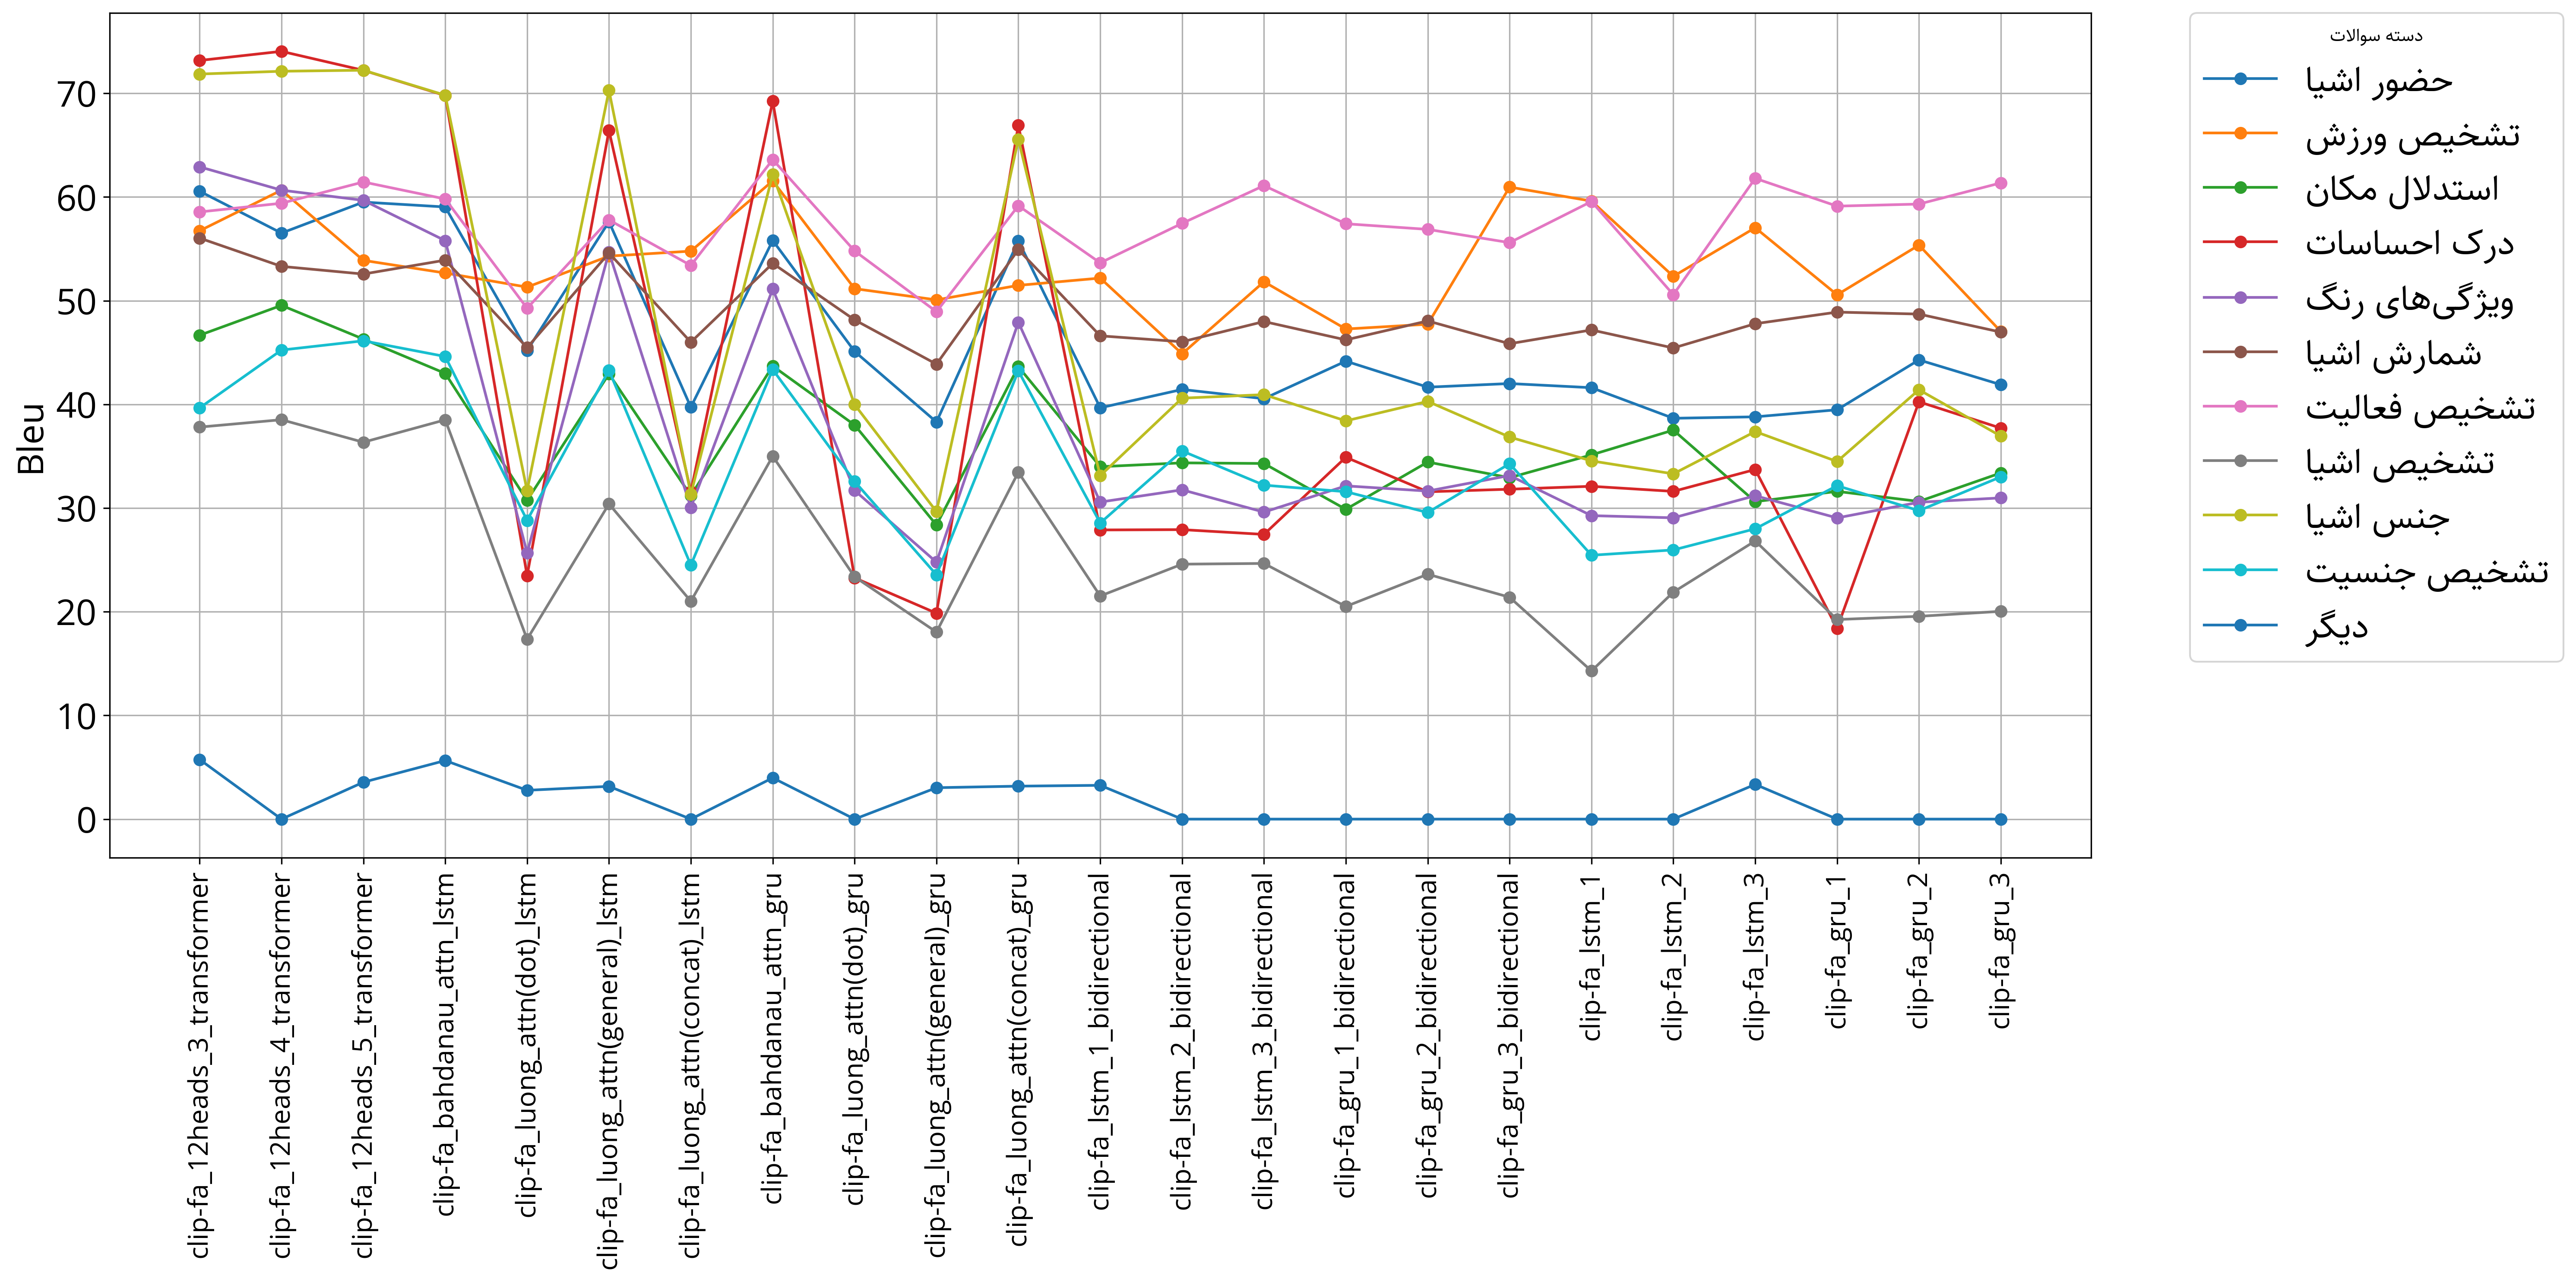 Bleu
70
60
50
40
30
20
10
0
clip-fa_12heads_3_transformer
clip-fa_12heads_4_transformer
clip-fa_12heads_5_transformer
clip-fa_bahdanau_attn_lstm
clip-fa_luong_attn(dot)_lstm
clip-fa_luong_attn(general)_lstm
clip-fa_luong_attn(concat)_lstm
clip-fa_bahdanau_attn_gru
clip-fa_luong_attn(dot)_gru
clip-fa_luong_attn(general)_gru
clip-fa_luong_attn(concat)_gru
clip-fa_lstm_1_bidirectional
clip-fa_lstm_2_bidirectional
clip-fa_lstm_3_bidirectional
clip-fa_gru_1_bidirectional
clip-fa_gru_2_bidirectional
clip-fa_gru_3_bidirectional
clip-fa_lstm_1
clip-fa_lstm_2
clip-fa_lstm_3
clip-fa_gru_1
clip-fa_gru_2
clip-fa_gru_3
دسته سوالات
حضور اشیا
تشخیص ورزش
استدلال مکان
درک احساسات
ویژگی‌های رنگ
شمارش اشیا
تشخیص فعالیت
تشخیص اشیا
جنس اشیا
تشخیص جنسیت
دیگر